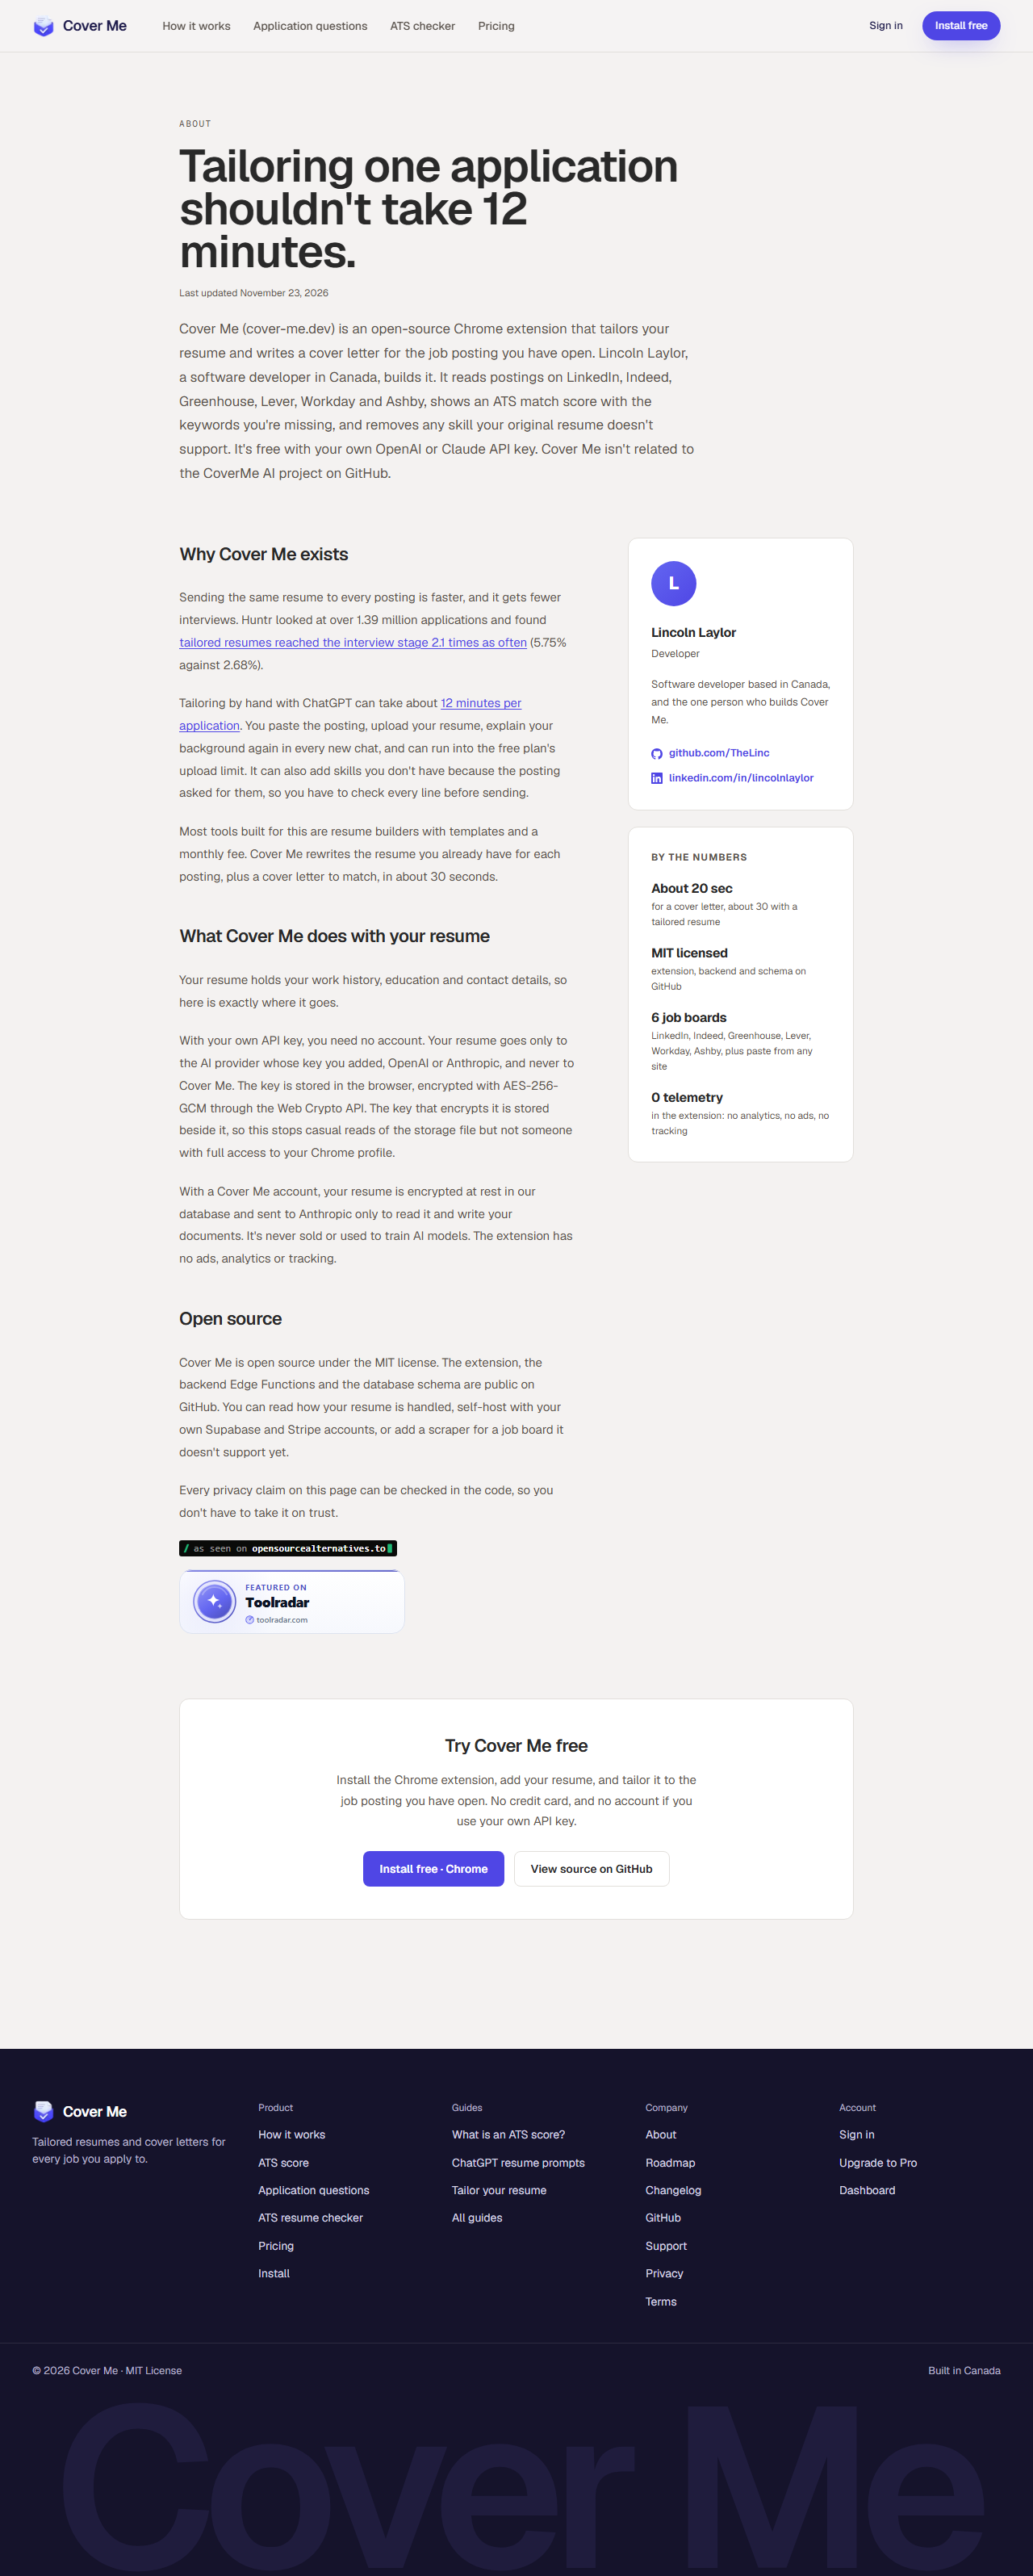 Cover Me
How it works
Application questions
ATS checker
Pricing
Sign in
Install free
ABOUT
Tailoring one application
shouldn't take 12
minutes.
Last updated November 23, 2026
Cover Me (cover-me.dev) is an open-source Chrome extension that tailors your
resume and writes a cover letter for the job posting you have open. Lincoln Laylor,
a software developer in Canada, builds it. It reads postings on LinkedIn, Indeed,
Greenhouse, Lever, Workday and Ashby, shows an ATS match score with the
keywords you're missing, and removes any skill your original resume doesn't
support. It's free with your own OpenAI or Claude API key. Cover Me isn't related to
the CoverMe AI project on GitHub.
Why Cover Me exists
Sending the same resume to every posting is faster, and it gets fewer
interviews. Huntr looked at over 1.39 million applications and found
tailored resumes reached the interview stage 2.1 times as often (5.75%
against 2.68%).
Tailoring by hand with ChatGPT can take about 12 minutes per
application. You paste the posting, upload your resume, explain your
background again in every new chat, and can run into the free plan's
upload limit. It can also add skills you don't have because the posting
asked for them, so you have to check every line before sending.
Most tools built for this are resume builders with templates and a
monthly fee. Cover Me rewrites the resume you already have for each
posting, plus a cover letter to match, in about 30 seconds.
What Cover Me does with your resume
Your resume holds your work history, education and contact details, so
here is exactly where it goes.
With your own API key, you need no account. Your resume goes only to
the AI provider whose key you added, OpenAI or Anthropic, and never to
Cover Me. The key is stored in the browser, encrypted with AES-256-
GCM through the Web Crypto API. The key that encrypts it is stored
beside it, so this stops casual reads of the storage file but not someone
with full access to your Chrome profile.
With a Cover Me account, your resume is encrypted at rest in our
database and sent to Anthropic only to read it and write your
documents. It's never sold or used to train AI models. The extension has
no ads, analytics or tracking.
Open source
Cover Me is open source under the MIT license. The extension, the
backend Edge Functions and the database schema are public on
GitHub. You can read how your resume is handled, self-host with your
own Supabase and Stripe accounts, or add a scraper for a job board it
doesn't support yet.
Every privacy claim on this page can be checked in the code, so you
don't have to take it on trust.
/ as seen on opensourcealternatives.to
FEATURED ON
Toolradar
toolradar.com
L
Lincoln Laylor
Developer
Software developer based in Canada,
and the one person who builds Cover
Me.
github.com/TheLinc
linkedin.com/in/lincolnlaylor
BY THE NUMBERS
About 20 sec
for a cover letter, about 30 with a
tailored resume
MIT licensed
extension, backend and schema on
GitHub
6 job boards
LinkedIn, Indeed, Greenhouse, Lever,
Workday, Ashby, plus paste from any
site
0 telemetry
in the extension: no analytics, no ads, no
tracking
Try Cover Me free
Install the Chrome extension, add your resume, and tailor it to the
job posting you have open. No credit card, and no account if you
use your own API key.
Install free · Chrome
View source on GitHub
Cover Me
Tailored resumes and cover letters for
every job you apply to.
Product
How it works
ATS score
Application questions
ATS resume checker
Pricing
Install
Guides
What is an ATS score?
ChatGPT resume prompts
Tailor your resume
All guides
Company
About
Roadmap
Changelog
GitHub
Support
Privacy
Terms
Account
Sign in
Upgrade to Pro
Dashboard
© 2026 Cover Me · MIT License
Built in Canada
Cover Me